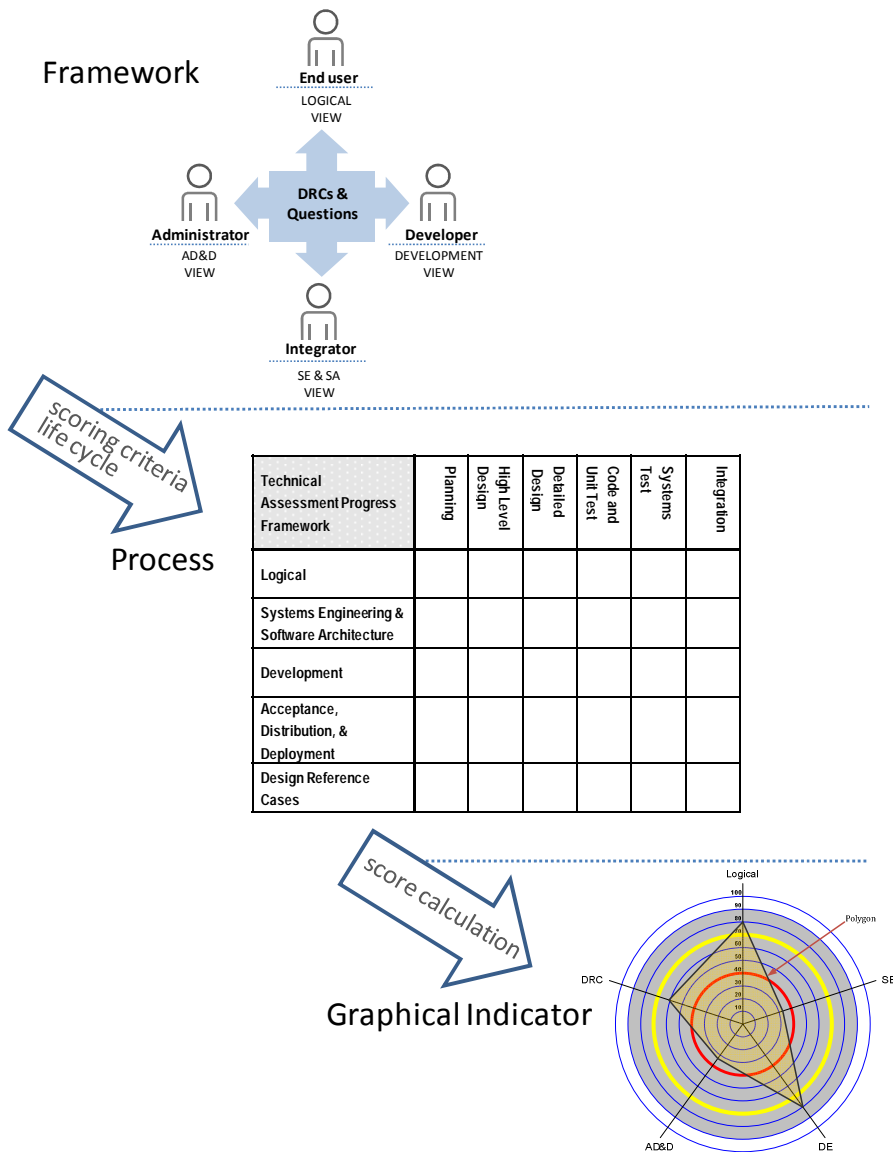 Framework
End user
LOGICAL
VIEW
DRCs &
Questions
Administrator
AD&D
VIEW
Developer
DEVELOPMENT
VIEW
Integrator
SE & SA
VIEW
scoring criteria
life cycle
Process
Technical
Assessment Progress
Framework
Planning
High Level
Design
Detailed
Design
Code and
Unit Test
Systems
Test
Integration
Logical
Systems Engineering &
Software Architecture
Development
Acceptance,
Distribution, &
Deployment
Design Reference
Cases
score calculation
Graphical Indicator
Logical
100
90
80
70
60
50
40
30
20
10
Polygon
DRC
SE
AD&D
DE